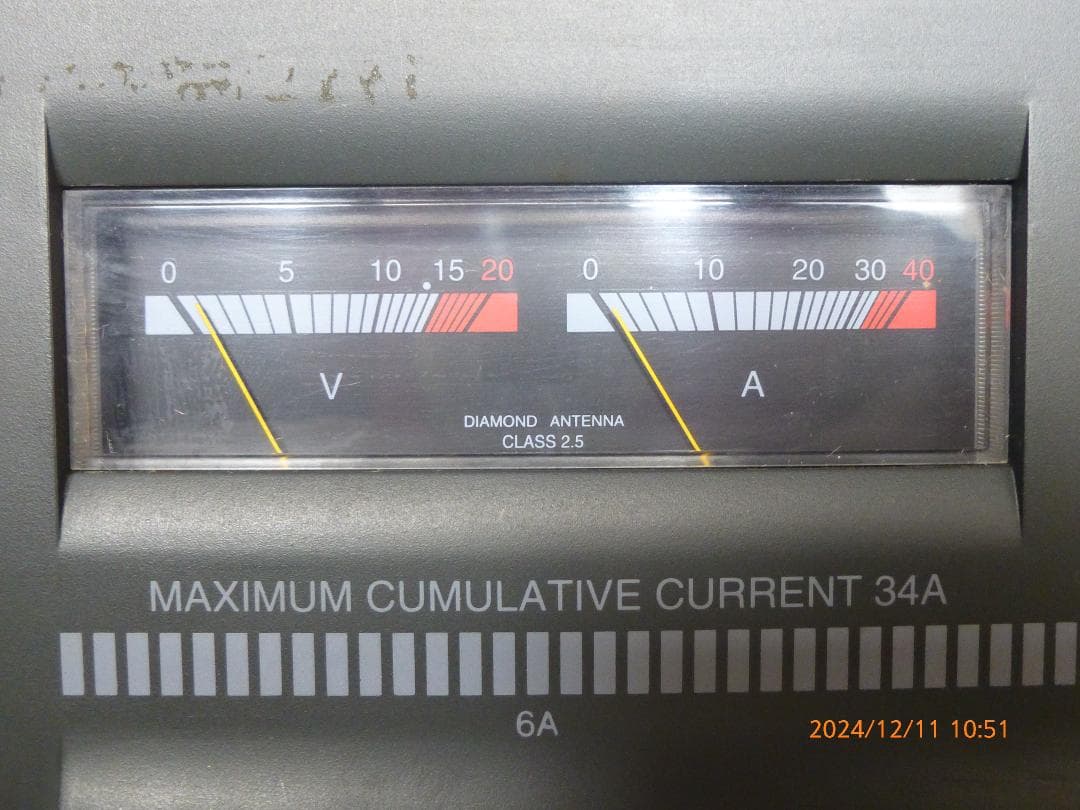 0 5 10 15 20
0 10 20 30 40
V
A
DIAMOND ANTENNA
CLASS 2.5
MAXIMUM CUMULATIVE CURRENT 34A
6A
2024/12/11 10:51